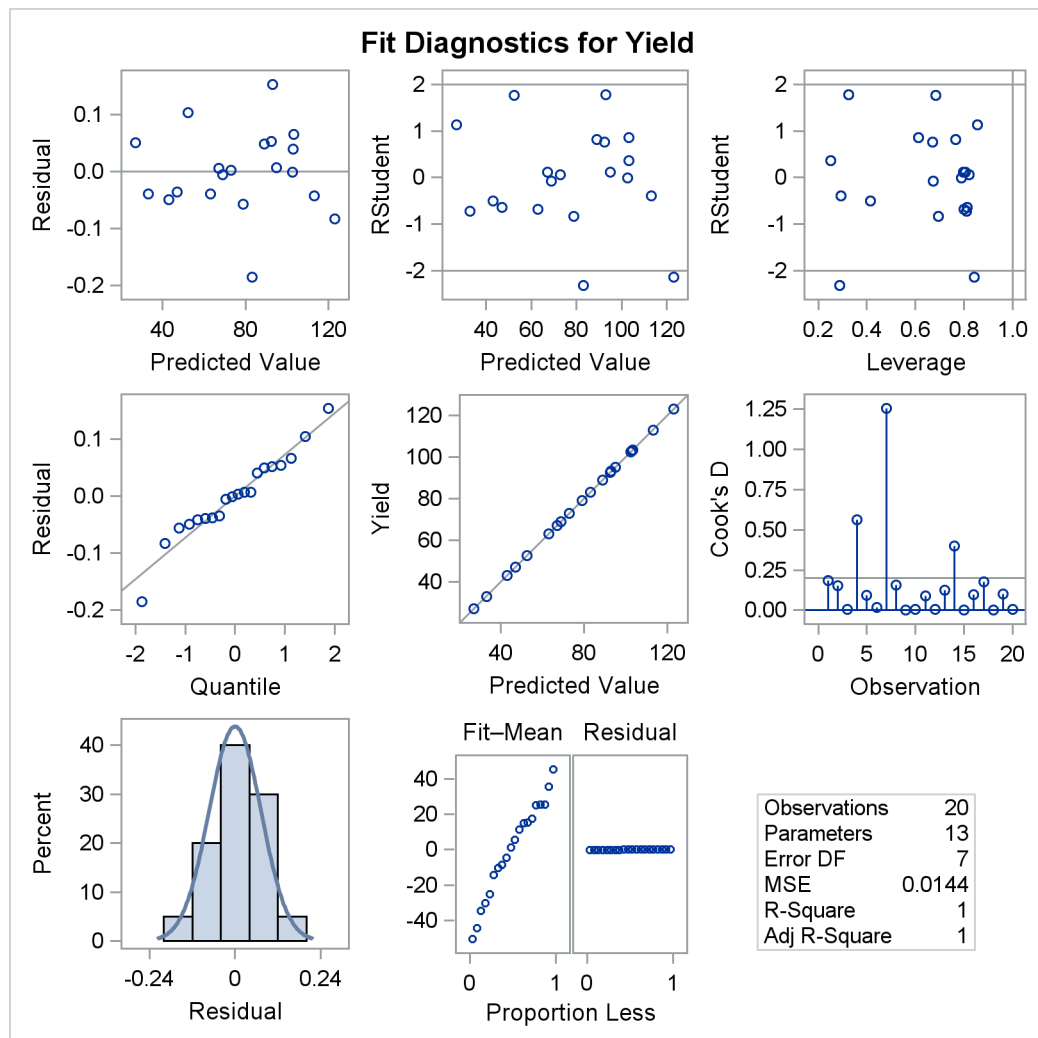 Fit Diagnostics for Yield
Residual
0.1
0.0
-0.1
-0.2
40 80 120
Predicted Value
RStudent
2
1
0
-1
-2
40 60 80 100 120
Predicted Value
RStudent
2
1
0
-1
-2
0.2 0.4 0.6 0.8 1.0
Leverage
Residual
0.1
0.0
-0.1
-0.2
-2 -1 0 1 2
Quantile
Yield
120
100
80
60
40
40 80 120
Predicted Value
Cook's D
1.25
1.00
0.75
0.50
0.25
0.00
0 5 10 15 20
Observation
Percent
40
30
20
10
0
-0.24 0 0.24
Residual
Fit–Mean Residual
40
20
0
-20
-40
0 1 0 1
Proportion Less
Observations 20
Parameters 13
Error DF 7
MSE 0.0144
R-Square 1
Adj R-Square 1